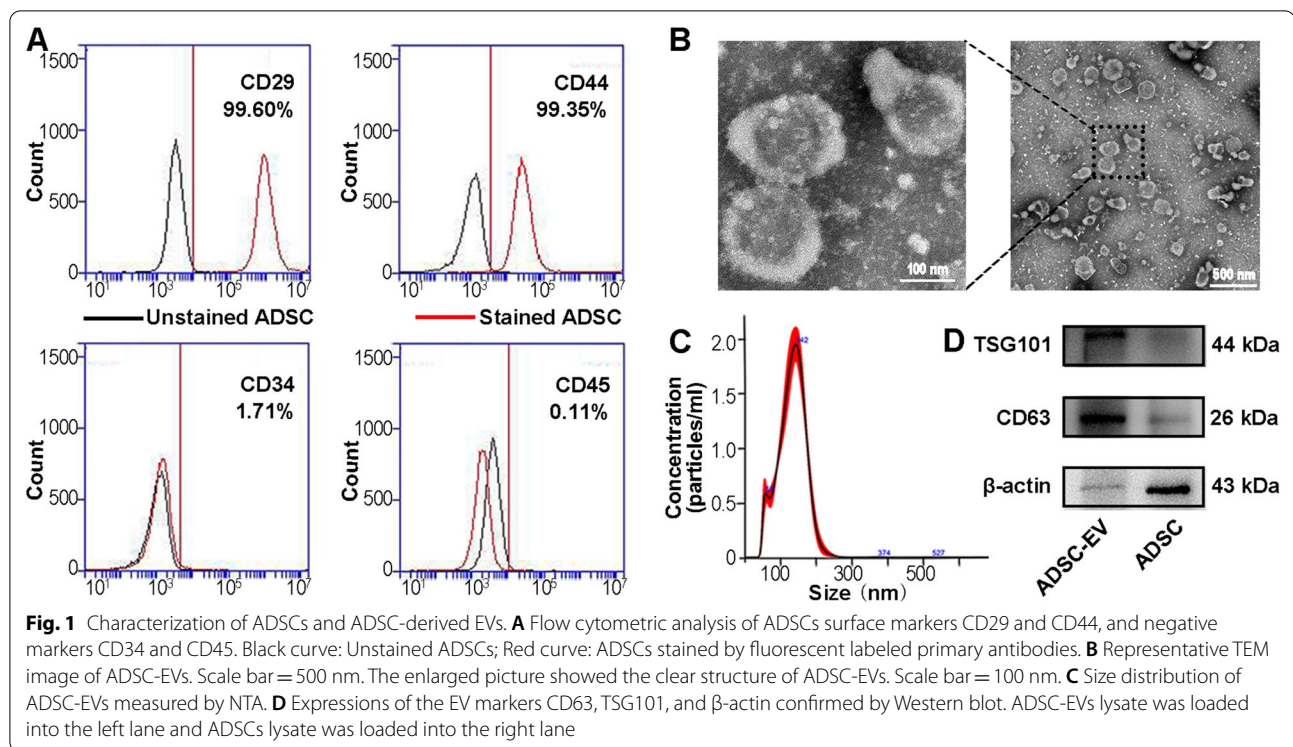 A
B
1500
1000
500
0
Count
CD29
99.60%
10¹ 10³ 10⁵ 10⁷
1500
1000
500
0
Count
CD44
99.35%
10¹ 10³ 10⁵ 10⁷
Unstained ADSC
Stained ADSC
1500
1000
500
0
Count
CD34
1.71%
10¹ 10³ 10⁵ 10⁷
1500
1000
500
0
Count
CD45
0.11%
10¹ 10³ 10⁵ 10⁷
100 nm
500 nm
C
Concentration
(particles/ml)
2.0
1.5
1.0
0.5
0
42
374
527
100 300 500
Size (nm)
D
TSG101
44 kDa
CD63
26 kDa
β-actin
43 kDa
ADSC-EV
ADSC
Fig. 1 Characterization of ADSCs and ADSC-derived EVs. A Flow cytometric analysis of ADSCs surface markers CD29 and CD44, and negative
markers CD34 and CD45. Black curve: Unstained ADSCs; Red curve: ADSCs stained by fluorescent labeled primary antibodies. B Representative TEM
image of ADSC-EVs. Scale bar = 500 nm. The enlarged picture showed the clear structure of ADSC-EVs. Scale bar = 100 nm. C Size distribution of
ADSC-EVs measured by NTA. D Expressions of the EV markers CD63, TSG101, and β-actin confirmed by Western blot. ADSC-EVs lysate was loaded
into the left lane and ADSCs lysate was loaded into the right lane